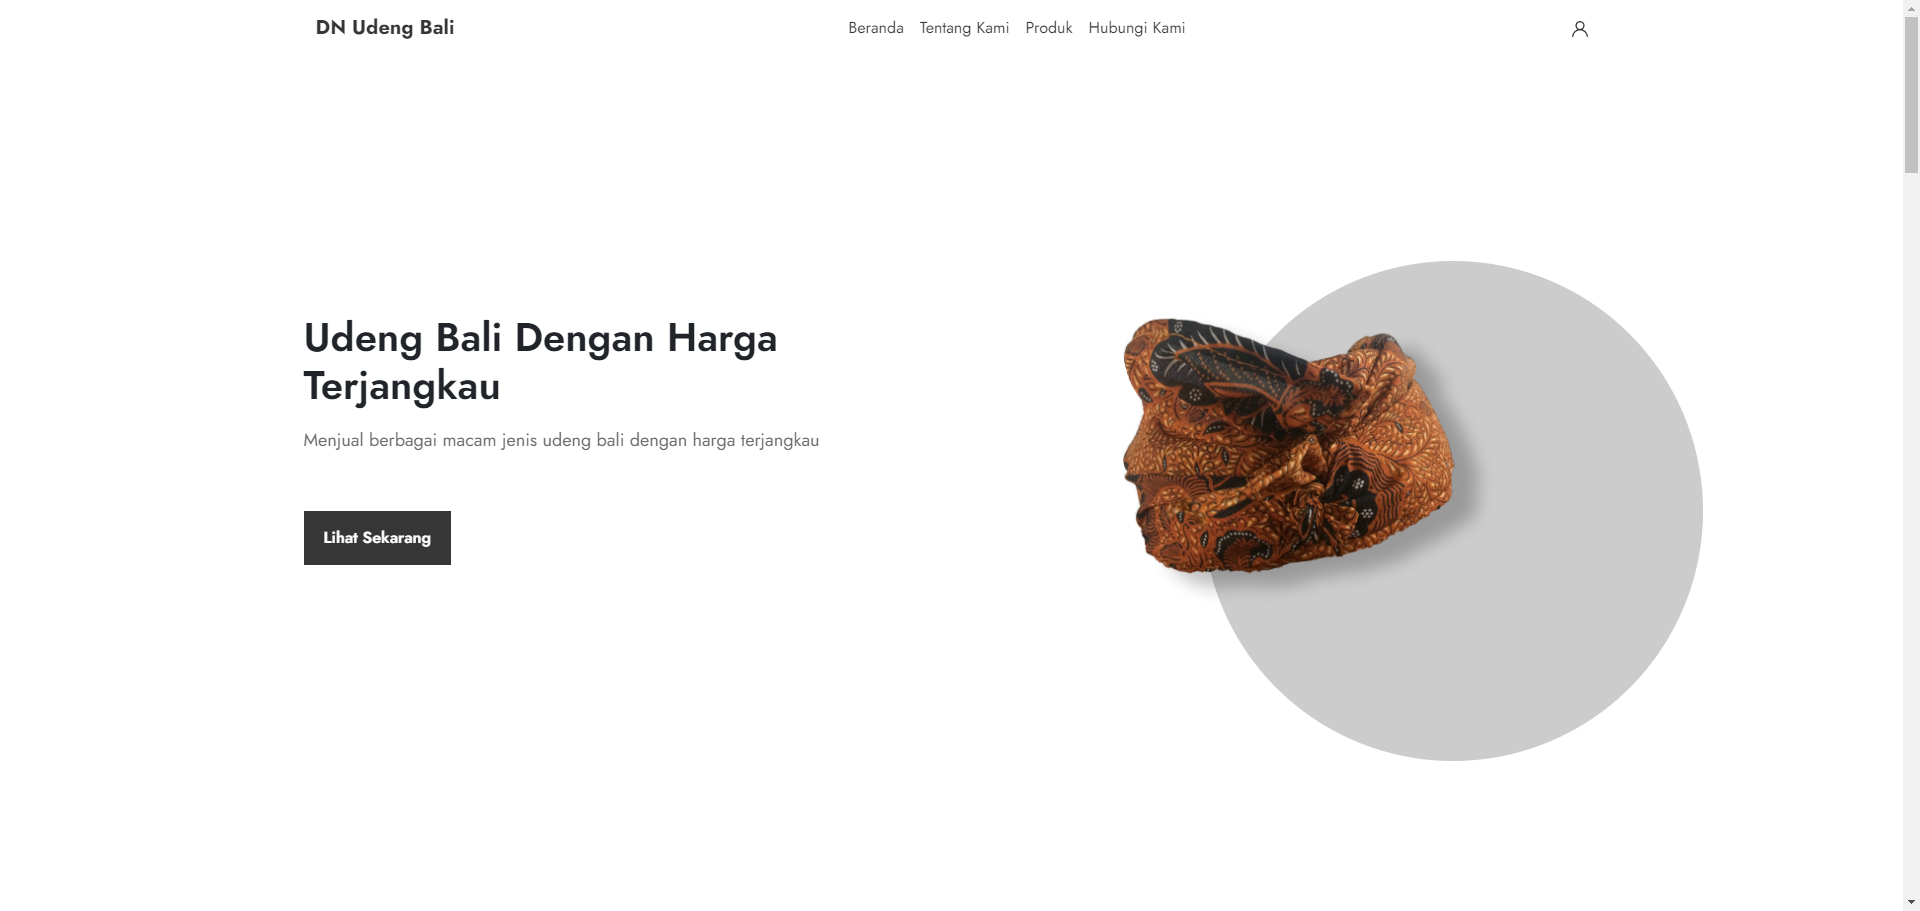 DN Udeng Bali
Beranda
Tentang Kami
Produk
Hubungi Kami
Udeng Bali Dengan Harga
Terjangkau
Menjual berbagai macam jenis udeng bali dengan harga terjangkau
Lihat Sekarang